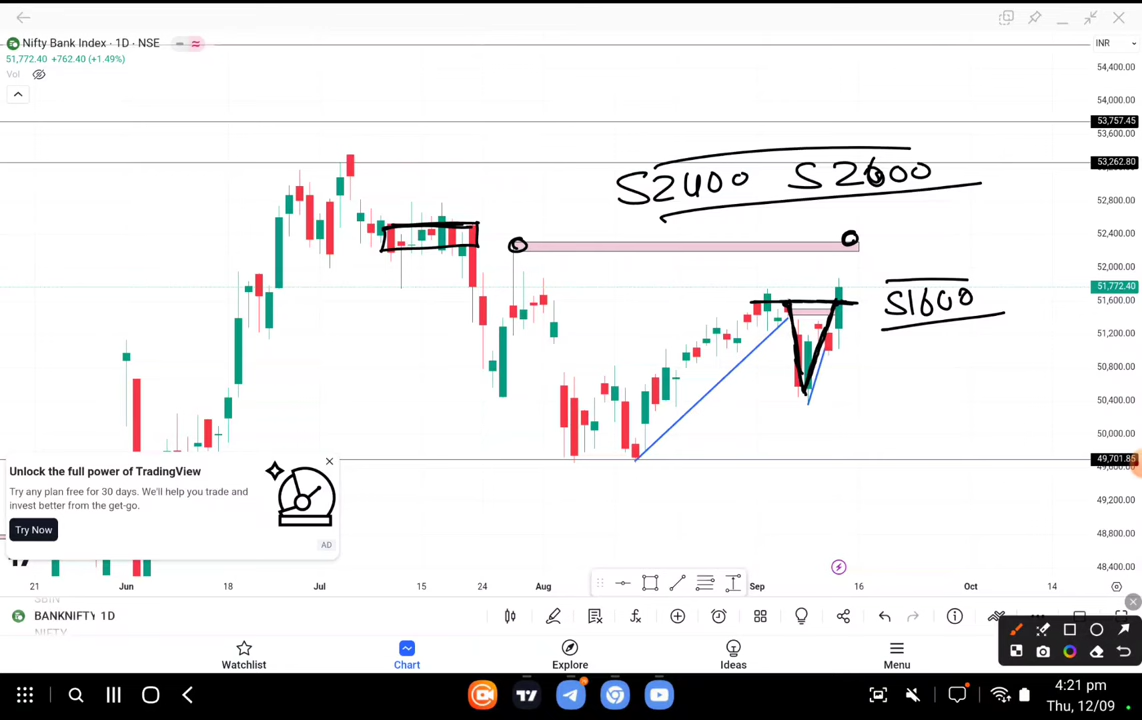 Nifty Bank Index · 1D · NSE
INR
51,772.40 +762.40 (+1.49%)
Vol
54,400.00
54,000.00
53,757.45
53,600.00
53,262.80
52,800.00
52,400.00
52,000.00
51,772.40
51,600.00
51,200.00
50,800.00
50,400.00
50,000.00
49,701.85
49,200.00
48,800.00
48,400.00
S2400 S2600
S1600
Unlock the full power of TradingView
Try any plan free for 30 days. We'll help you trade and
invest better from the get-go.
Try Now
AD
21 Jun 18 Jul 15 24 Aug Sep 16 Oct 14
BANKNIFTY 1D
Watchlist Chart Explore Ideas Menu
4:21 pm
Thu, 12/09